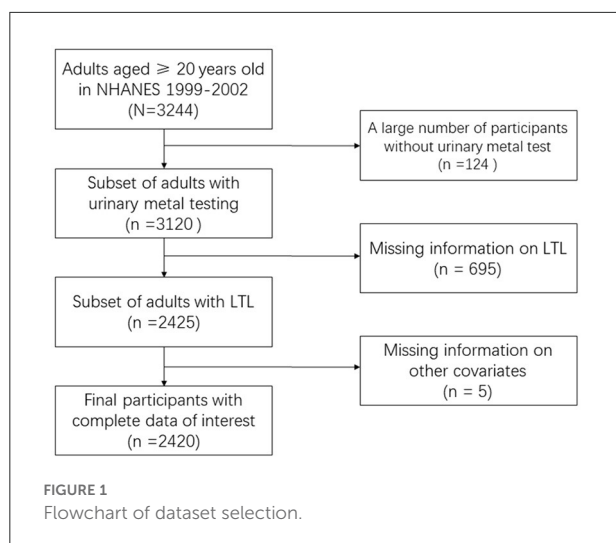 Adults aged ≥ 20 years old
in NHANES 1999-2002
(N=3244)
A large number of participants
without urinary metal test
(n =124 )
Subset of adults with
urinary metal testing
(n =3120 )
Missing information on LTL
(n = 695)
Subset of adults with LTL
(n =2425)
Missing information on
other covariates
(n = 5)
Final participants with
complete data of interest
(n =2420)
FIGURE 1
Flowchart of dataset selection.